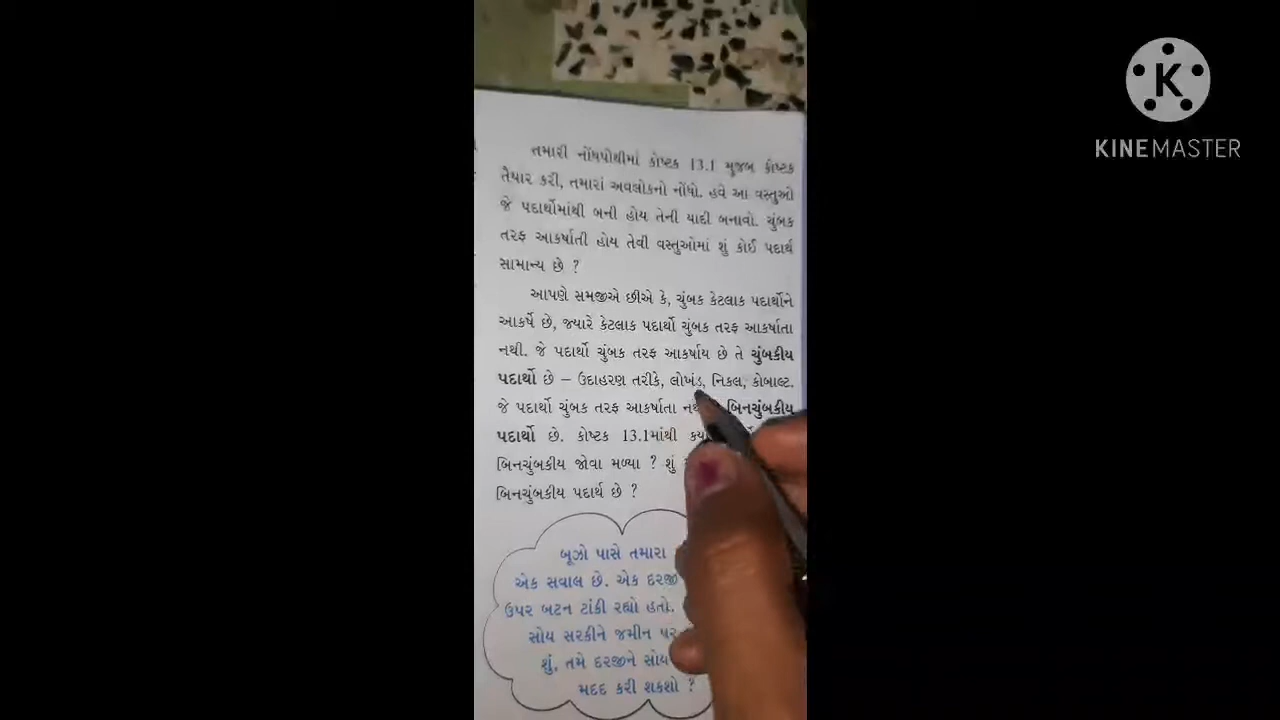 તમારી નોંધપોથીમાં કોષ્ટક 13.1 મુજબ કોષ્ટક
તૈયાર કરી, તમારાં અવલોકનો નોંધો. હવે આ વસ્તુઓ
જે પદાર્થોમાંથી બની હોય તેની યાદી બનાવો. ચુંબક
તરફ આકર્ષાતી હોય તેવી વસ્તુઓમાં શું કોઈ પદાર્થ
સામાન્ય છે ?
આપણે સમજીએ છીએ કે, ચુંબક કેટલાક પદાર્થોને
આકર્ષે છે, જ્યારે કેટલાક પદાર્થો ચુંબક તરફ આકર્ષાતા
નથી. જે પદાર્થો ચુંબક તરફ આકર્ષાય છે તે ચુંબકીય
પદાર્થો છે – ઉદાહરણ તરીકે, લોખંડ, નિકલ, કોબાલ્ટ.
જે પદાર્થો ચુંબક તરફ આકર્ષાતા બિનચુંબકીય
પદાર્થો છે. કોષ્ટક 13.1માંથી
બિનચુંબકીય જોવા મળ્યા ? શું
બિનચુંબકીય પદાર્થ છે ?
બૂઝો પાસે તમારા
એક સવાલ છે. એક દરજી
ઉપર બટન ટાંકી રહ્યો હતો.
સોય સરકીને જમીન પર
શું, તમે દરજીને સોય
મદદ કરી શકશો ?
KINEMASTER